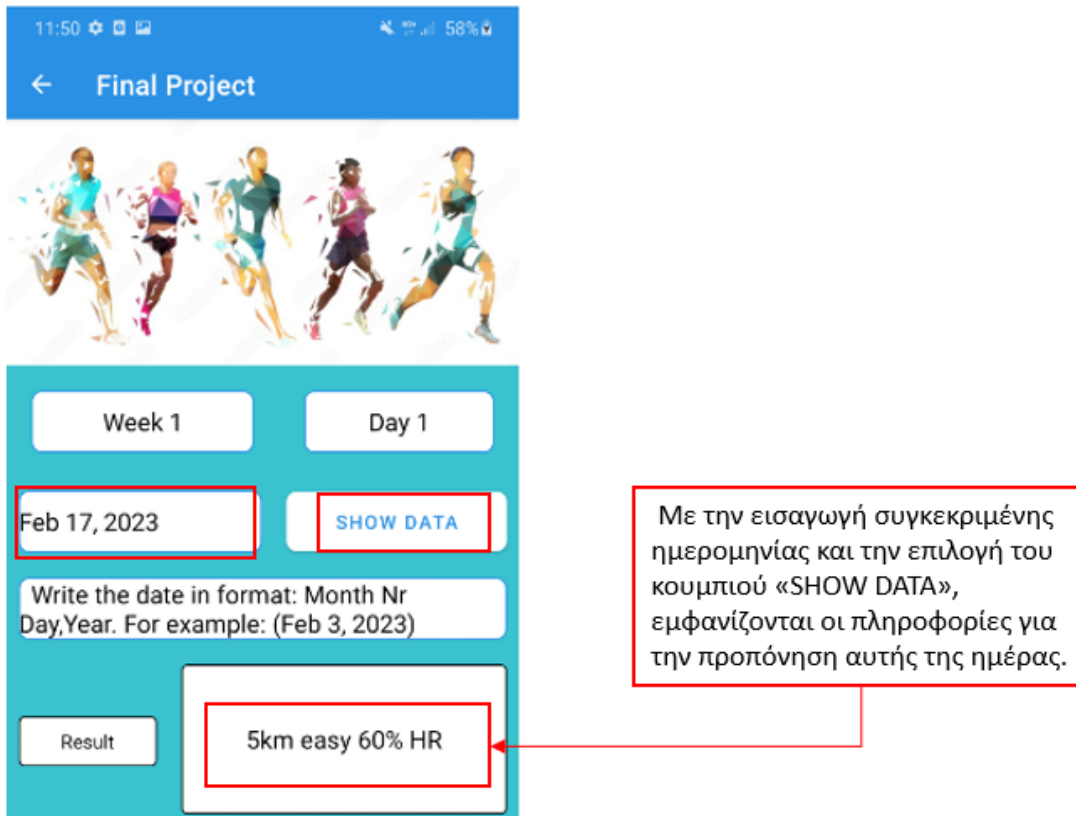 11:50 58%
Final Project
Week 1 Day 1
Feb 17, 2023 SHOW DATA
Write the date in format: Month Nr
Day,Year. For example: (Feb 3, 2023)
Result 5km easy 60% HR
Με την εισαγωγή συγκεκριμένης
ημερομηνίας και την επιλογή του
κουμπιού «SHOW DATA»,
εμφανίζονται οι πληροφορίες για
την προπόνηση αυτής της ημέρας.